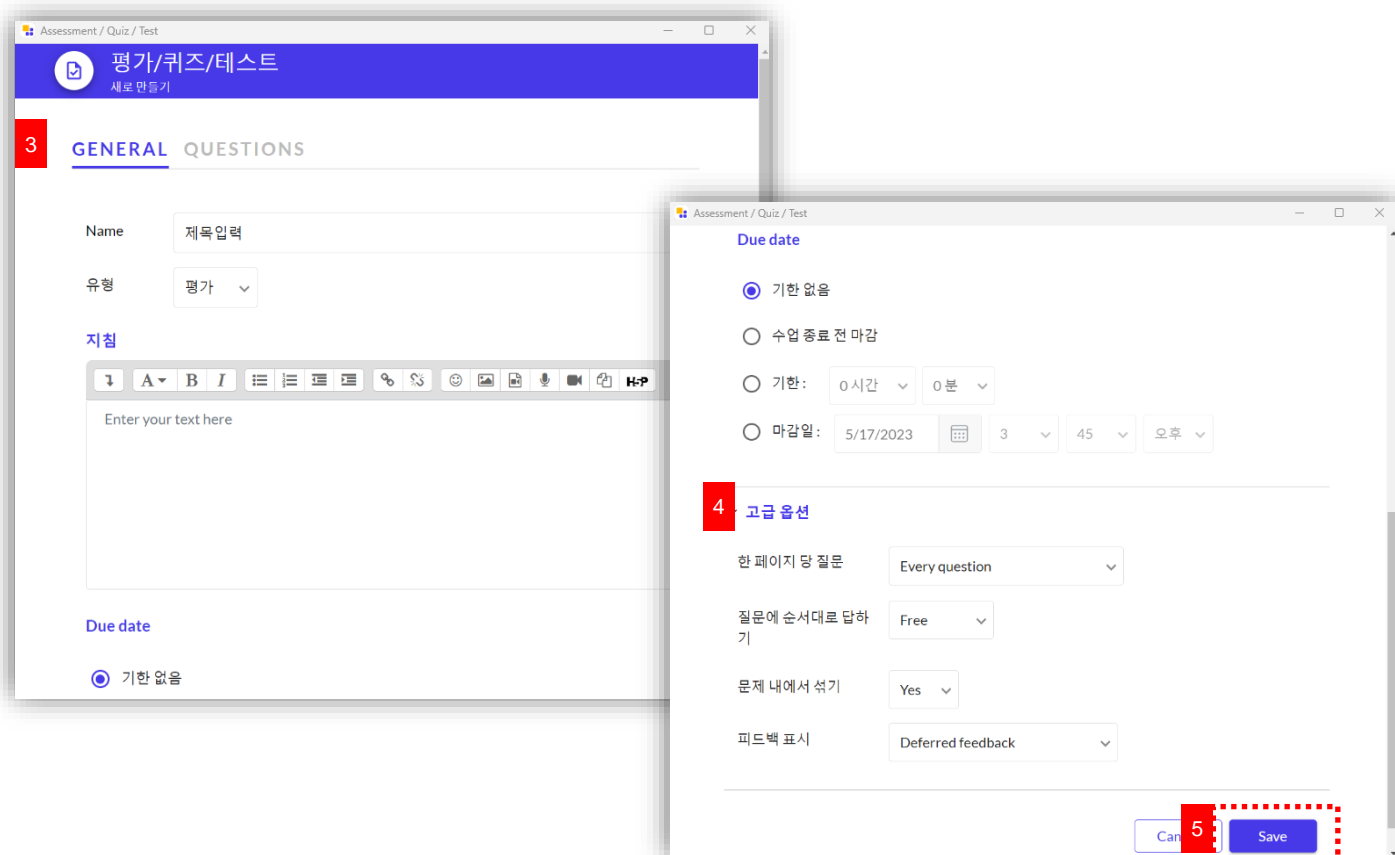 Assessment / Quiz / Test
평가/퀴즈/테스트
새로 만들기
3
GENERAL QUESTIONS
Name 제목입력
유형 평가
지침
A B I H5P
Enter your text here
Due date
기한 없음
Assessment / Quiz / Test
Due date
기한 없음
수업 종료 전 마감
기한 : 0 시간 0 분
마감일 : 5/17/2023 3 45 오후
4 고급 옵션
한 페이지 당 질문 Every question
질문에 순서대로 답하
기
Free
문제 내에서 섞기 Yes
피드백 표시 Deferred feedback
Can 5 Save